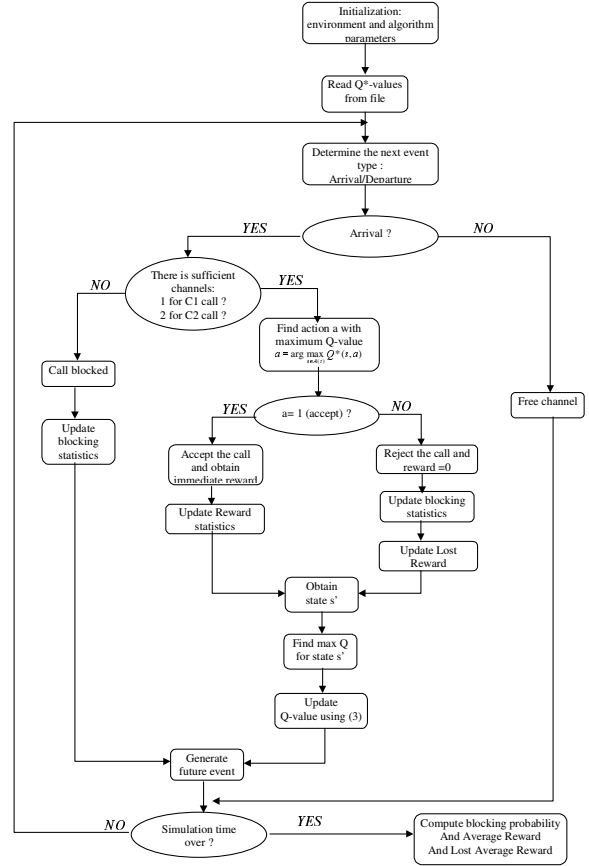 Initialization:
environment and algorithm
parameters
Read Q*-values
from file
Determine the next event
type :
Arrival/Departure
Arrival ?
YES
NO
There is sufficient
channels:
1 for C1 call ?
2 for C2 call ?
NO
YES
Find action a with
maximum Q-value
a = arg max Q*(s,a)
a∈A(s)
Call blocked
Free channel
a= 1 (accept) ?
YES
NO
Update
blocking
statistics
Accept the call
and obtain
immediate reward
Reject the call and
reward =0
Update Reward
statistics
Update blocking
statistics
Update Lost
Reward
Obtain
state s’
Find max Q
for state s’
Update
Q-value using (3)
Generate
future event
Simulation time
over ?
NO
YES
Compute blocking probability
And Average Reward
And Lost Average Reward